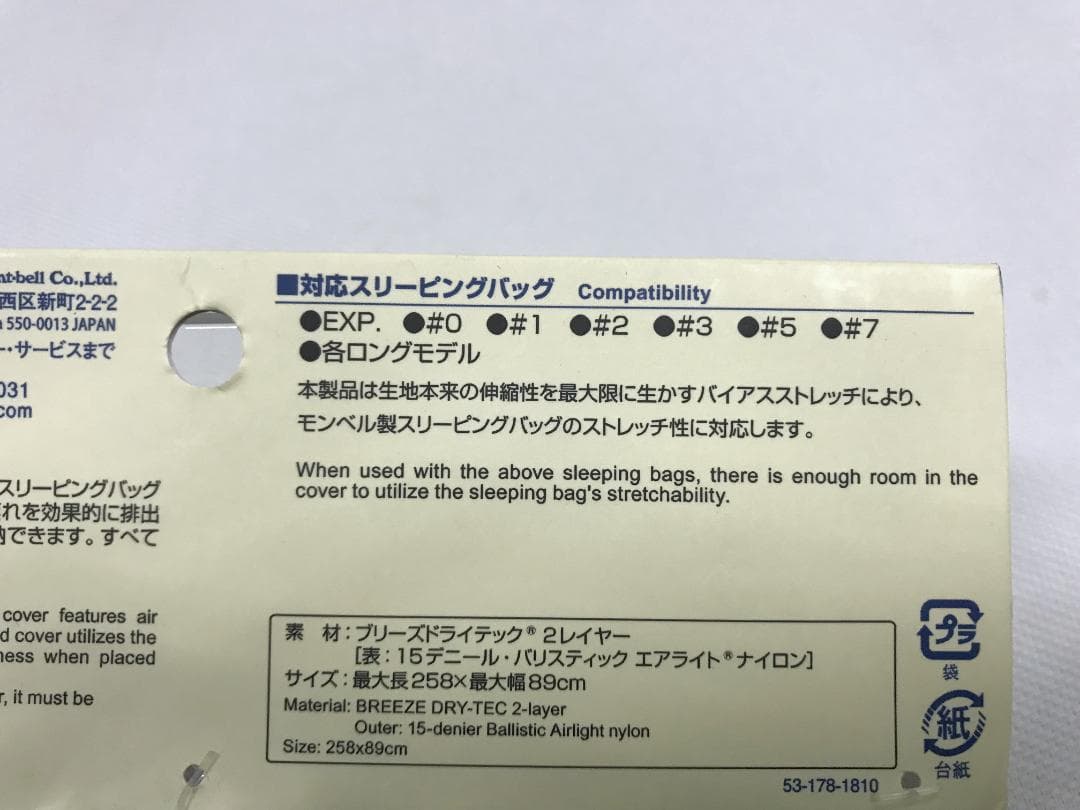 bell Co.,Ltd.
西区新町2-2-2
550-0013 JAPAN
・サービスまで
031
com
スリーピングバッグ
れを効果的に排出
できます。すべて
cover features air
cover utilizes the
when placed
it must be
■対応スリーピングバッグ Compatibility
●EXP. ●#0 ●#1 ●#2 ●#3 ●#5 ●#7
●各ロングモデル
本製品は生地本来の伸縮性を最大限に生かすバイアスストレッチにより、
モンベル製スリーピングバッグのストレッチ性に対応します。
When used with the above sleeping bags, there is enough room in the
cover to utilize the sleeping bag's stretchability.
素 材：ブリーズドライテック® 2レイヤー
[表：15デニール・バリスティック エアライト®ナイロン]
サイズ：最大長258×最大幅89cm
Material: BREEZE DRY-TEC 2-layer
Outer: 15-denier Ballistic Airlight nylon
Size: 258x89cm
プラ
袋
紙
台紙
53-178-1810